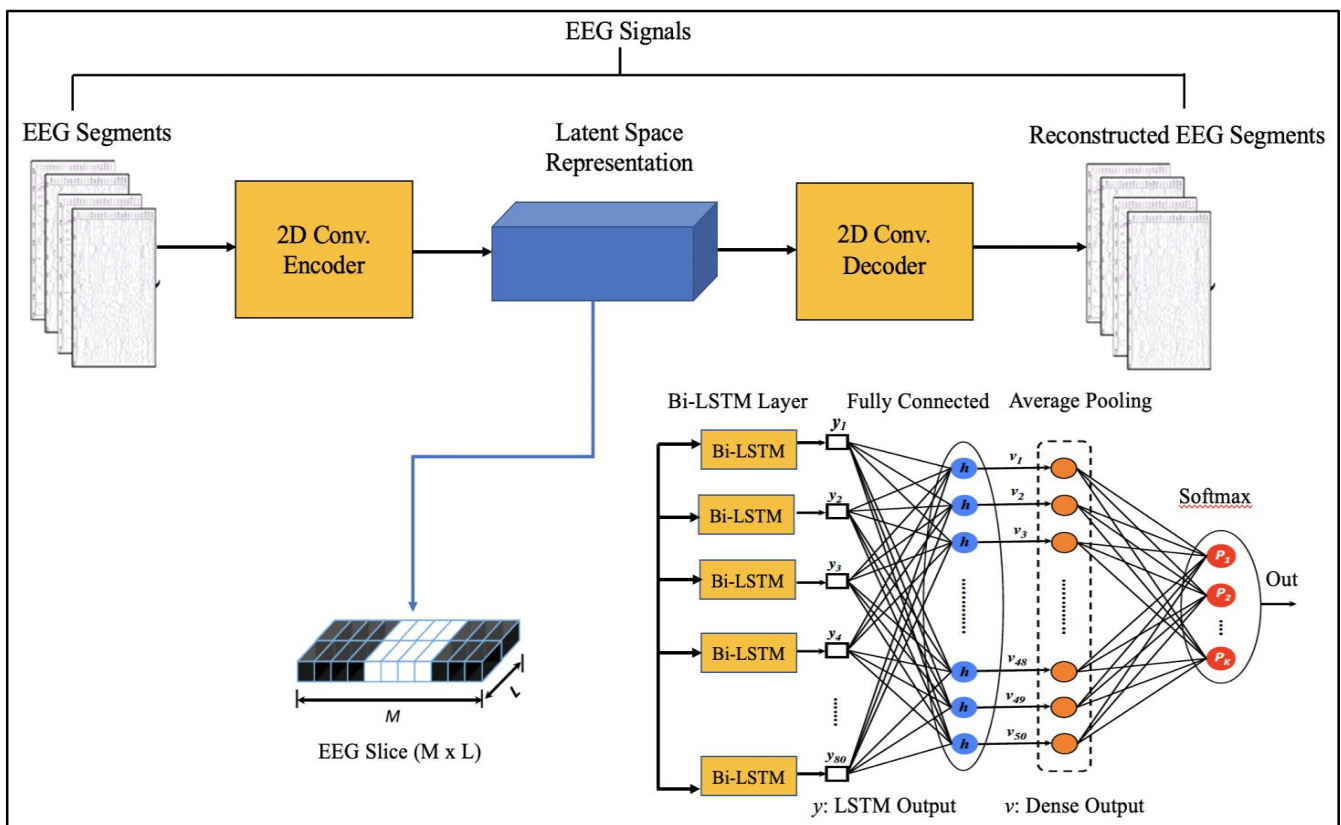 EEG Signals
EEG Segments
Latent Space
Representation
Reconstructed EEG Segments
2D Conv.
Encoder
2D Conv.
Decoder
Bi-LSTM Layer
Fully Connected
Average Pooling
Softmax
Bi-LSTM
Bi-LSTM
Bi-LSTM
Bi-LSTM
Bi-LSTM
y1
y2
y3
y4
y80
h
h
h
h
h
h
v1
v2
v3
v48
v49
v50
P1
P2
PK
Out
M
L
EEG Slice (M x L)
y: LSTM Output
v: Dense Output